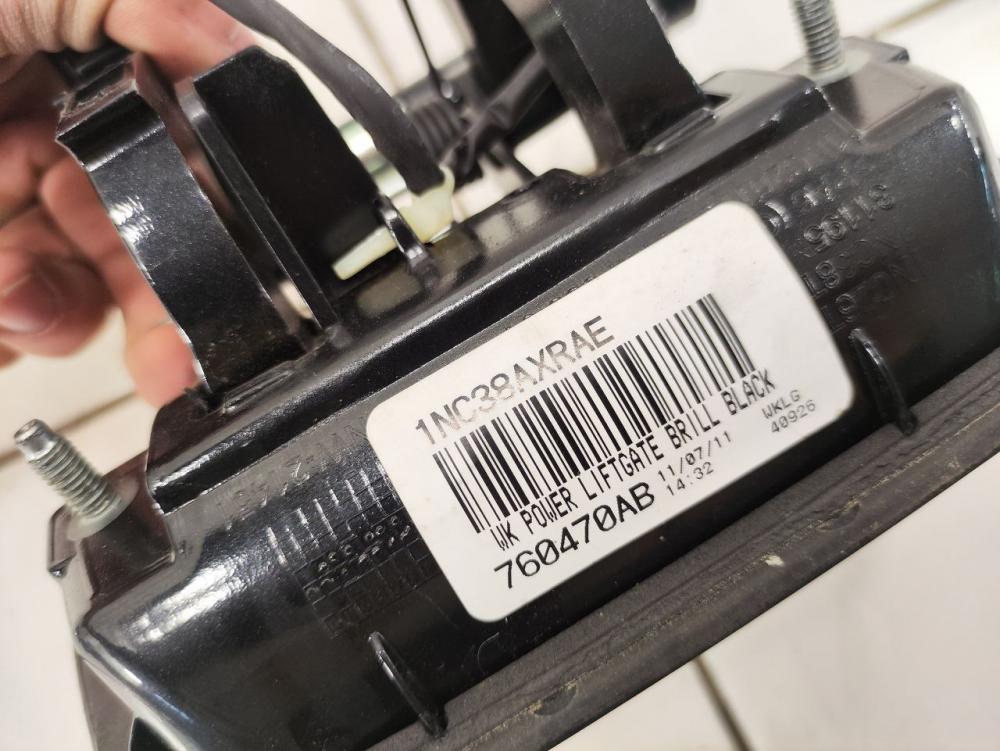 1NC38AXRAE
WK POWER LIFTGATE BRILL BLACK
760470AB
11/07/11
14:32
WKLG
40926